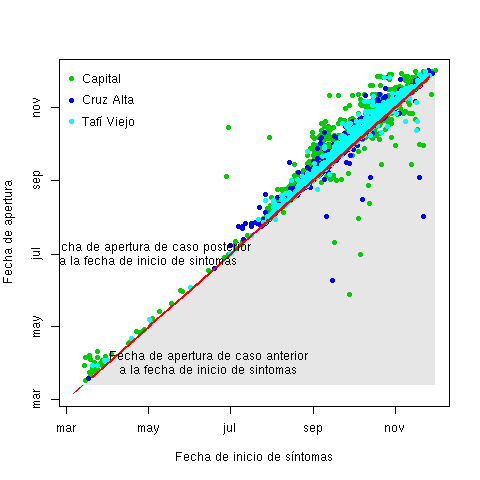 Capital
Cruz Alta
Tafí Viejo
nov
sep
jul
may
mar
Fecha de apertura
cha de apertura de caso posterior
a la fecha de inicio de sintomas
Fecha de apertura de caso anterior
a la fecha de inicio de sintomas
mar may jul sep nov
Fecha de inicio de síntomas